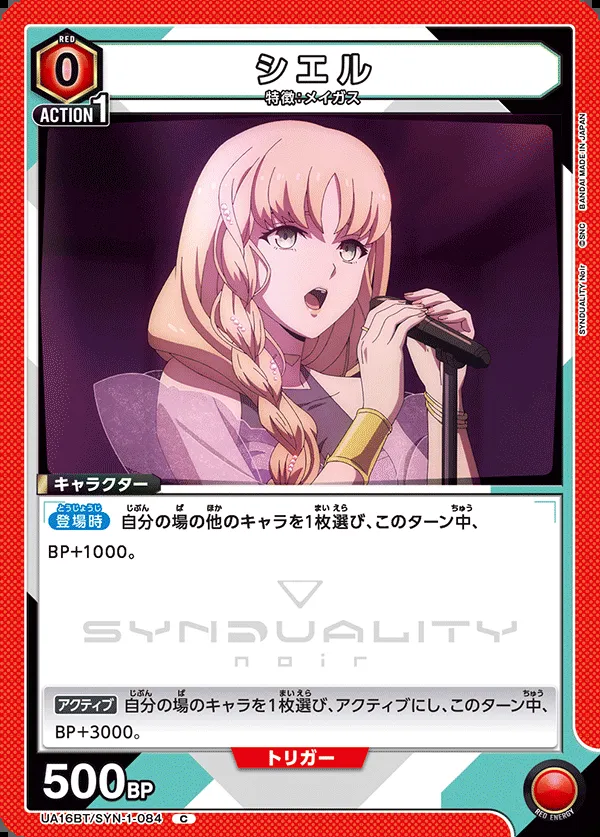 RED
0
シエル
特徴:メイガス
ACTION 1
SYNDUALITY Noir ©SNC BANDAI MADE IN JAPAN
キャラクター
とうじょうじ じぶん ば ほか まい えら ちゅう
登場時 自分の場の他のキャラを1枚選び、このターン中、
BP+1000。
SYNDUALITY
noir
じぶん ば まい えら ちゅう
アクティブ 自分の場のキャラを1枚選び、アクティブにし、このターン中、
BP+3000。
トリガー
500BP
UA16BT/SYN-1-084 C
RED ENERGY